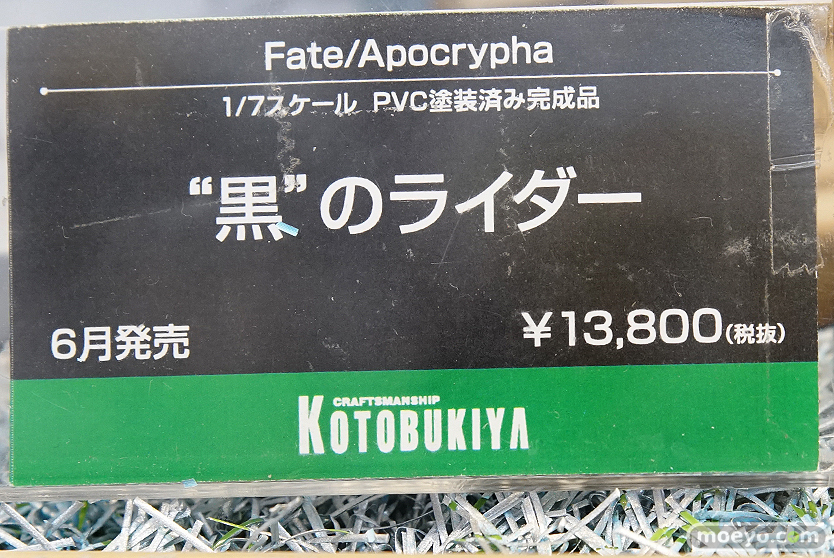 Fate/Apocrypha
1/7スケール PVC塗装済み完成品
“黒”のライダー
6月発売
¥13,800(税抜)
CRAFTSMANSHIP
KOTOBUKIYA
moeyo.com